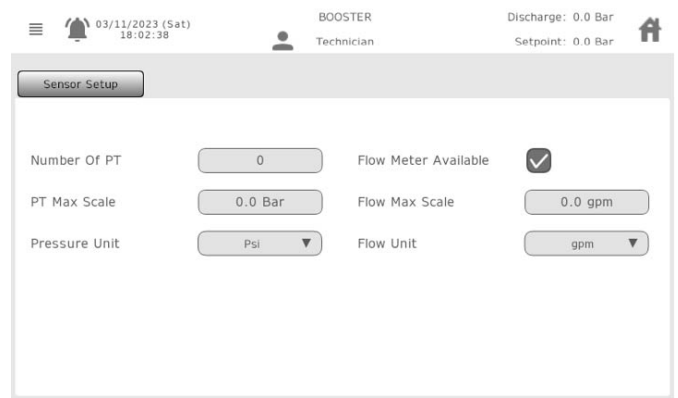 03/11/2023 (Sat)
18:02:38
BOOSTER
Technician
Discharge: 0.0 Bar
Setpoint: 0.0 Bar
Sensor Setup
Number Of PT 0 Flow Meter Available
PT Max Scale 0.0 Bar Flow Max Scale 0.0 gpm
Pressure Unit Psi Flow Unit gpm